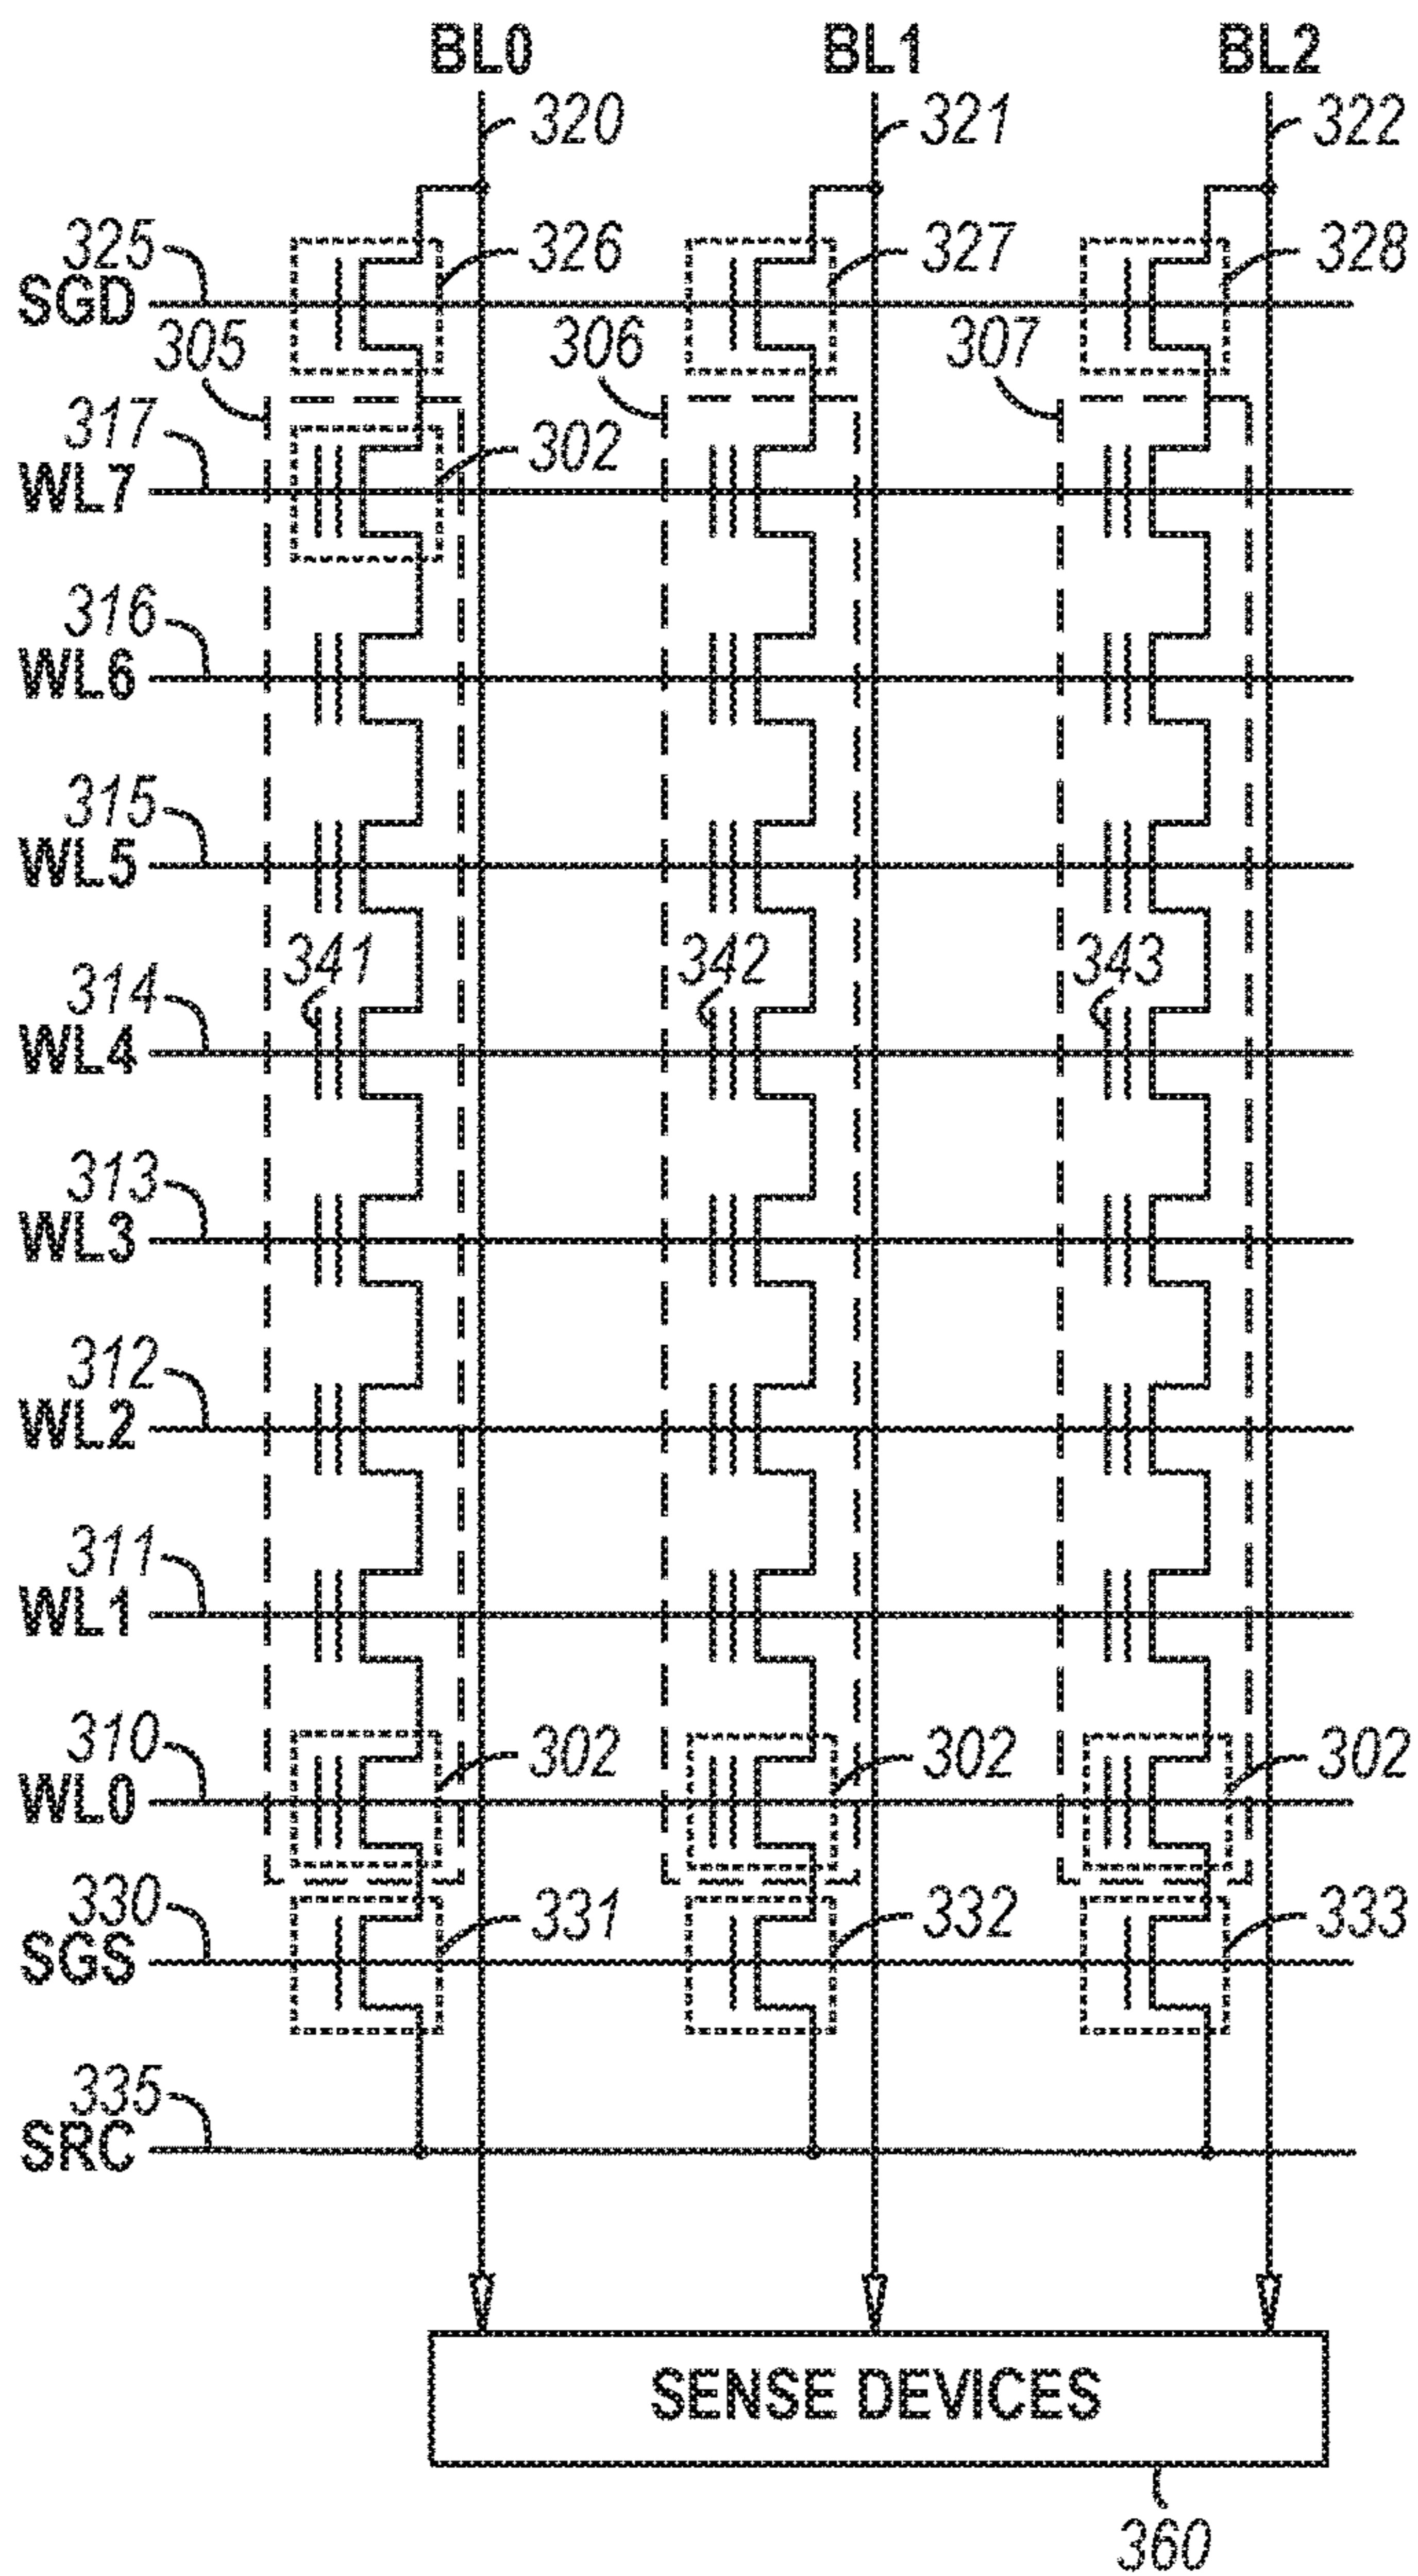 BL0 BL1 BL2
320 321 322
325 326 327 328
SGD
305 306 307
317 302
WL7
316
WL6
315
WL5
341 342 343
314
WL4
313
WL3
312
WL2
311
WL1
310 302 302 302
WL0
330 331 332 333
SGS
335
SRC
SENSE DEVICES
360